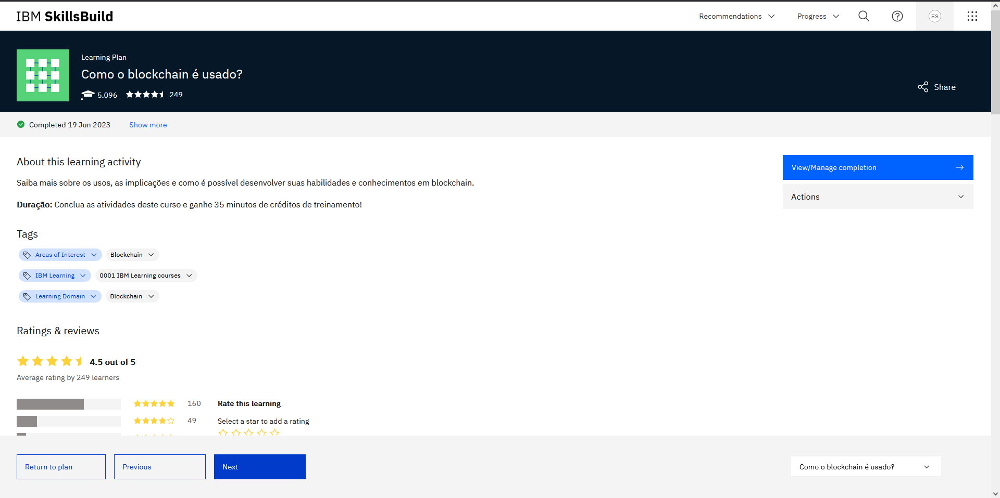 IBM SkillsBuild
Recommendations
Progress
ES
Learning Plan
Como o blockchain é usado?
5.096
249
Share
Completed 19 Jun 2023
Show more
About this learning activity
View/Manage completion
Saiba mais sobre os usos, as implicações e como é possível desenvolver suas habilidades e conhecimentos em blockchain.
Actions
Duração: Conclua as atividades deste curso e ganhe 35 minutos de créditos de treinamento!
Tags
Areas of Interest
Blockchain
IBM Learning
0001 IBM Learning courses
Learning Domain
Blockchain
Ratings & reviews
4.5 out of 5
Average rating by 249 learners
160
Rate this learning
49
Select a star to add a rating
Return to plan
Previous
Next
Como o blockchain é usado?